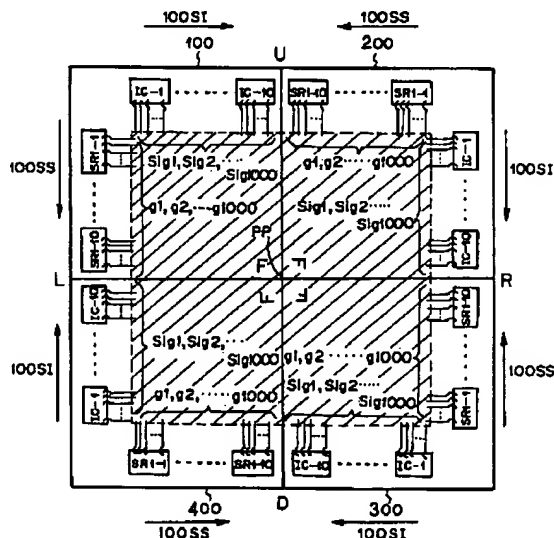 100SI 100SS
100 U 200
IC-1 IC-10 SR1-10 SR1-1
SR1-1 IC-1
100SS 100SI
Sig1, Sig2, ..... Sig1000
g1, g2 ..... g1000
g1, g2, ---- g1000
Sig1, Sig2 ..... Sig1000
PP
SR1-10 IC-10
F F
L R
F F
IC-10 SR1-10
Sig1, Sig2, ..... Sig1000
g1, g2 ...... g1000
100SI 100SS
g1, g2, ..... g1000
Sig1, Sig2 ..... Sig1000
IC-1 SR1-1
SR1-1 SR1-10 IC-10 IC-1
400 D 300
100SS 100SI